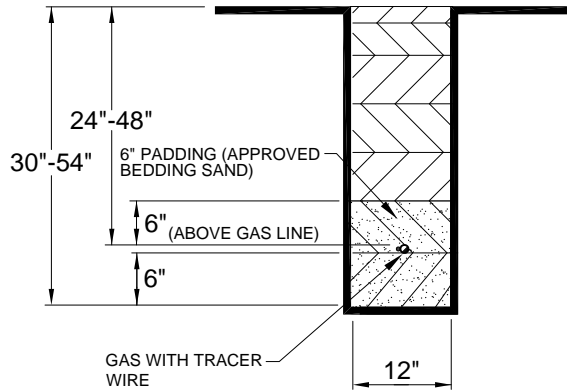 24"-48"
30"-54"
6" PADDING (APPROVED
BEDDING SAND)
6" (ABOVE GAS LINE)
6"
GAS WITH TRACER
WIRE
12"